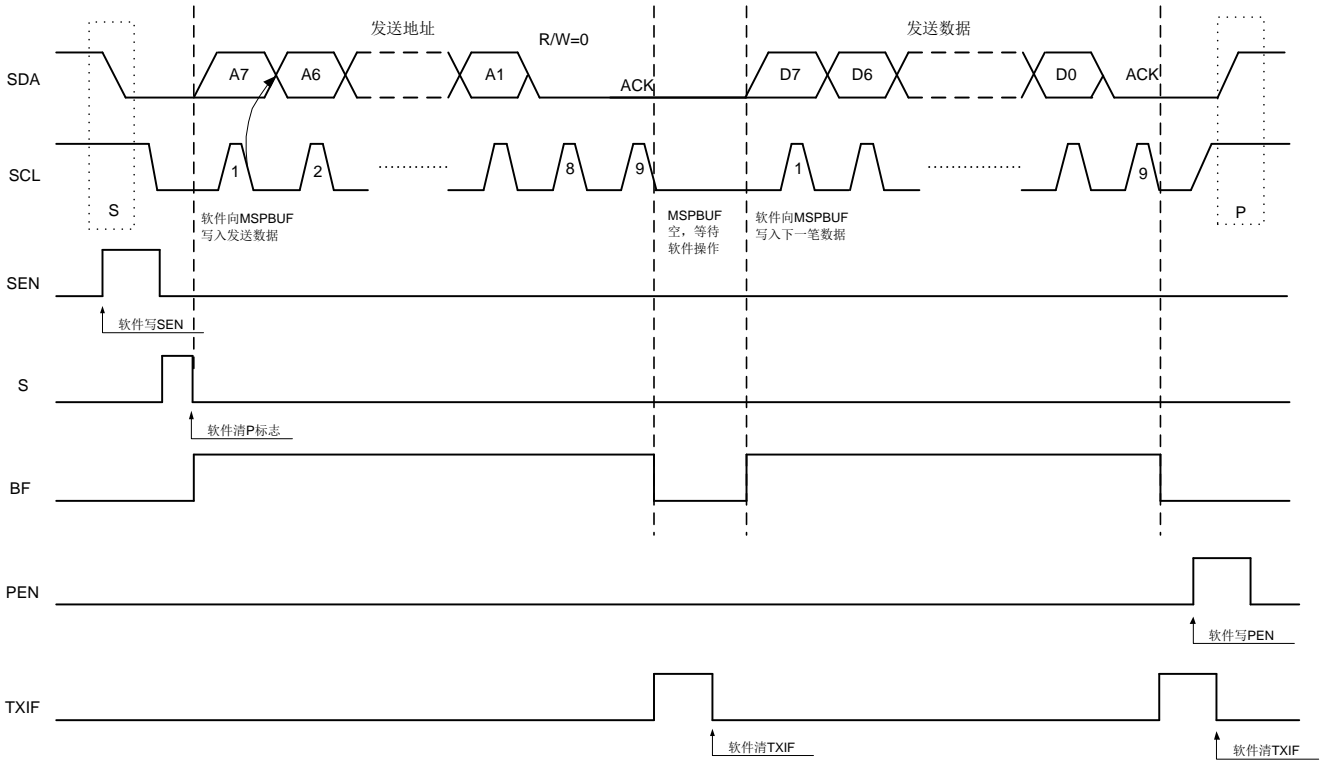 发送地址
R/W=0
发送数据
SDA
A7
A6
A1
ACK
D7
D6
D0
ACK
SCL
1
2
8
9
1
9
S
P
软件向MSPBUF
写入发送数据
MSPBUF
空，等待
软件操作
软件向MSPBUF
写入下一笔数据
SEN
软件写SEN
S
软件清P标志
BF
PEN
软件写PEN
TXIF
软件清TXIF
软件清TXIF